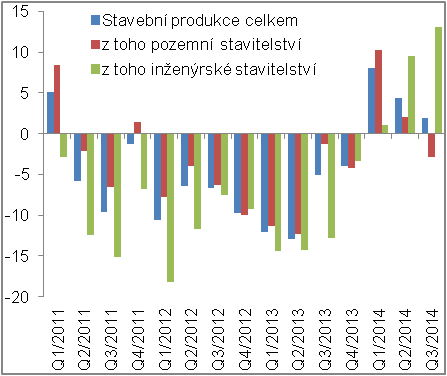 15
10
5
0
-5
-10
-15
-20
Stavební produkce celkem
z toho pozemní stavitelství
z toho inženýrské stavitelství
Q1/2011
Q2/2011
Q3/2011
Q4/2011
Q1/2012
Q2/2012
Q3/2012
Q4/2012
Q1/2013
Q2/2013
Q3/2013
Q4/2013
Q1/2014
Q2/2014
Q3/2014